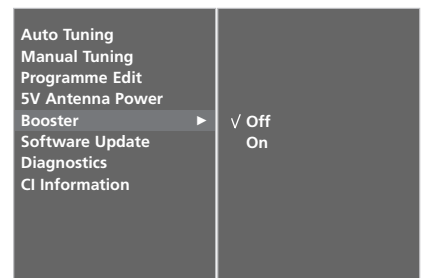 Auto Tuning
Manual Tuning
Programme Edit
5V Antenna Power
Booster ► √ Off
Software Update On
Diagnostics
CI Information